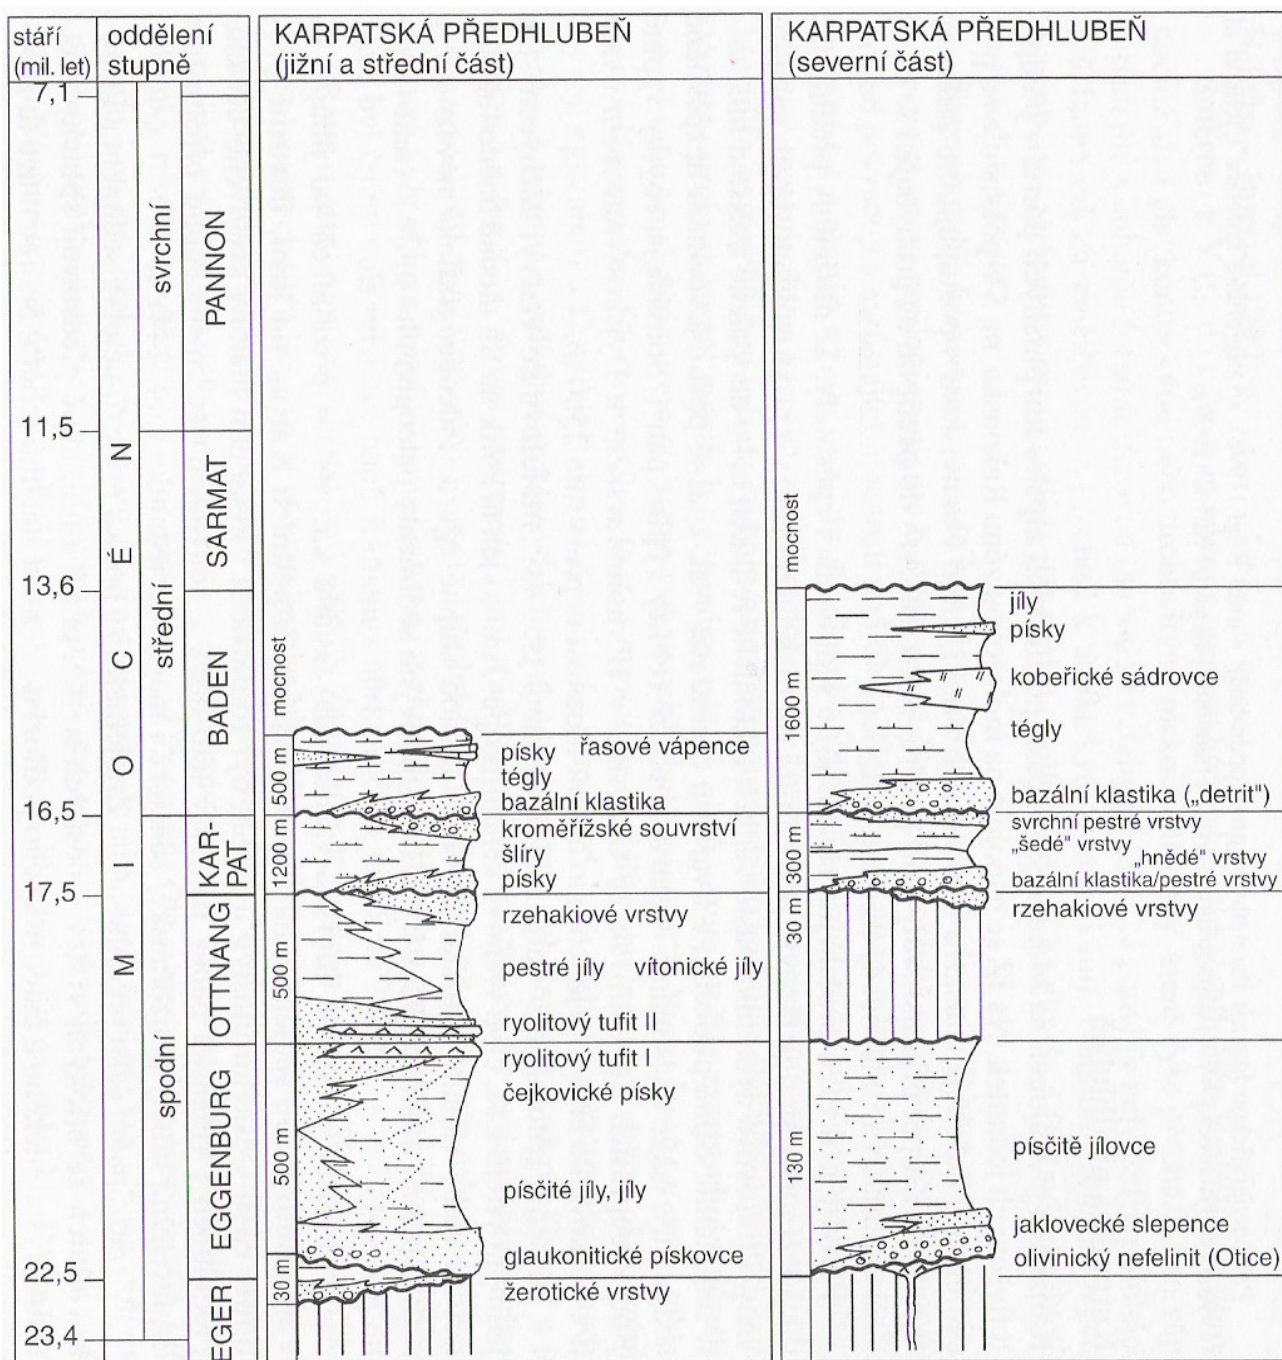 stáří
(mil. let)
oddělení
stupně
KARPATSKÁ PŘEDHLUBEŇ
(jižní a střední část)
KARPATSKÁ PŘEDHLUBEŇ
(severní část)
7,1
11,5
13,6
16,5
17,5
22,5
23,4
MIOCÉN
svrchní
střední
spodní
PANNON
SARMAT
BADEN
KAR-
PAT
OTTNANG
EGGENBURG
EGER
mocnost
500 m
1200 m
500 m
500 m
30 m
písky
řasové vápence
tégly
bazální klastika
kroměřížské souvrství
šlíry
písky
rzehakiové vrstvy
pestré jíly
vítonické jíly
ryolitový tufit II
ryolitový tufit I
čejkovické písky
písčité jíly, jíly
glaukonitické pískovce
žerotické vrstvy
mocnost
1600 m
300 m
30 m
130 m
jíly
písky
kobeřické sádrovce
tégly
bazální klastika („detrit")
svrchní pestré vrstvy
„šedé" vrstvy
„hnědé" vrstvy
bazální klastika/pestré vrstvy
rzehakiové vrstvy
písčitě jílovce
jaklovecké slepence
olivinický nefelinit (Otice)